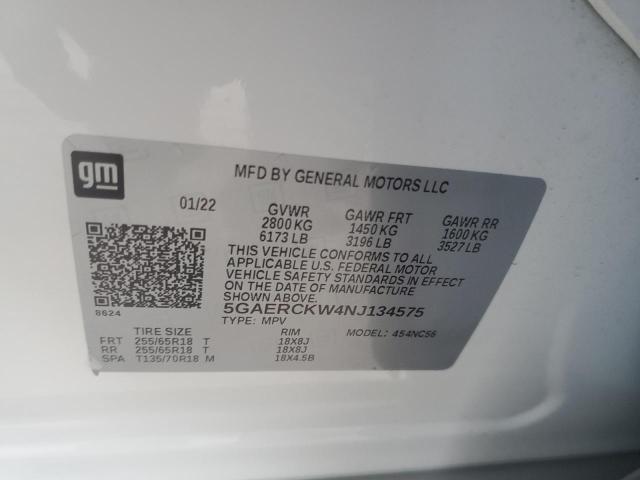 gm
MFD BY GENERAL MOTORS LLC
01/22
GVWR GAWR FRT GAWR RR
2800 KG 1450 KG 1600 KG
6173 LB 3196 LB 3527 LB
THIS VEHICLE CONFORMS TO ALL
APPLICABLE U.S. FEDERAL MOTOR
VEHICLE SAFETY STANDARDS IN EFFECT
ON THE DATE OF MANUFACTURE
SHOWN ABOVE.
8624
5GAERCKW4NJ134575
TYPE: MPV MODEL: 4S4NC56
TIRE SIZE RIM
FRT 255/65R18 T 18X8J
RR 255/65R18 T 18X8J
SPA T135/70R18 M 18X4.5B